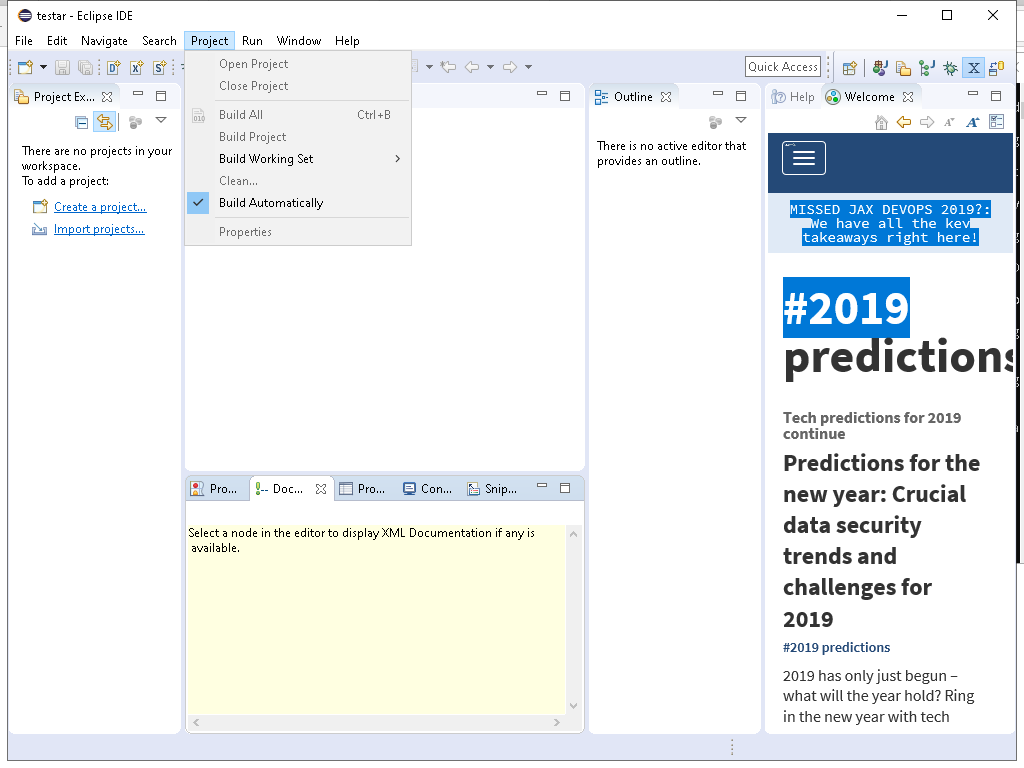 testar - Eclipse IDE
File Edit Navigate Search Project Run Window Help
Open Project
Close Project
Build All Ctrl+B
Build Project
Build Working Set
Clean...
Build Automatically
Properties
Quick Access
Project Ex...
There are no projects in your
workspace.
To add a project:
Create a project...
Import projects...
Outline
There is no active editor that
provides an outline.
Help Welcome
MISSED JAX DEVOPS 2019?:
We have all the key
takeaways right here!
#2019
predictions
Tech predictions for 2019
continue
Predictions for the
new year: Crucial
data security
trends and
challenges for
2019
#2019 predictions
2019 has only just begun –
what will the year hold? Ring
in the new year with tech
Pro... Doc... Pro... Con... Snip...
Select a node in the editor to display XML Documentation if any is
available.